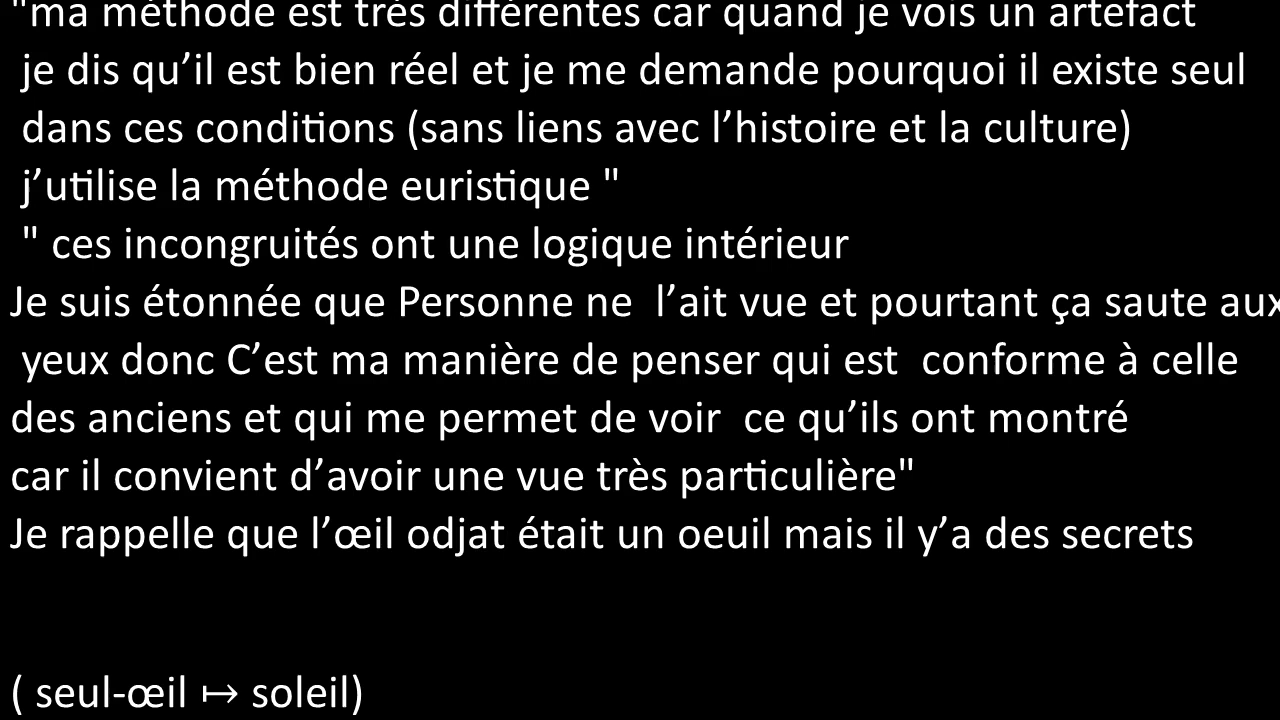 "ma méthode est très différentes car quand je vois un artefact
je dis qu’il est bien réel et je me demande pourquoi il existe seul
dans ces conditions (sans liens avec l’histoire et la culture)
j’utilise la méthode euristique "
" ces incongruités ont une logique intérieur
Je suis étonnée que Personne ne  l’ait vue et pourtant ça saute aux
yeux donc C’est ma manière de penser qui est  conforme à celle
des anciens et qui me permet de voir  ce qu’ils ont montré
car il convient d’avoir une vue très particulière"
Je rappelle que l’œil odjat était un oeuil mais il y’a des secrets
( seul-œil ↦ soleil)